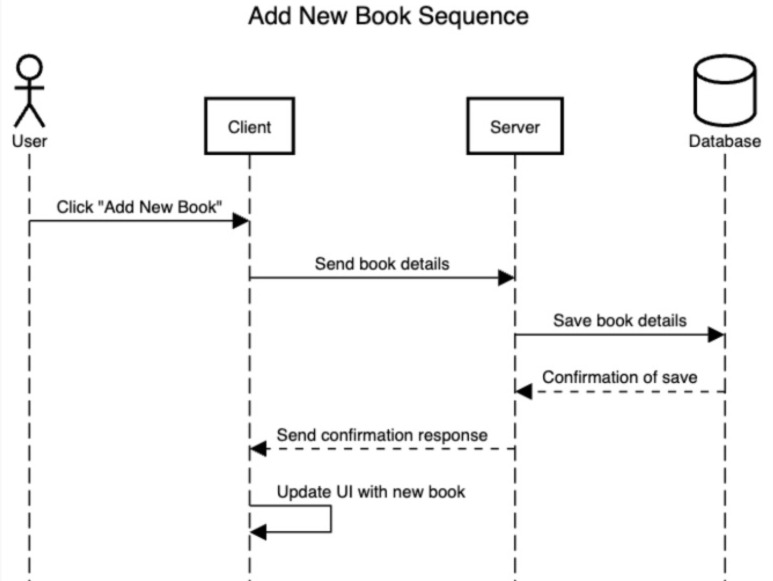 Add New Book Sequence
User
Client
Server
Database
Click "Add New Book"
Send book details
Save book details
Confirmation of save
Send confirmation response
Update UI with new book